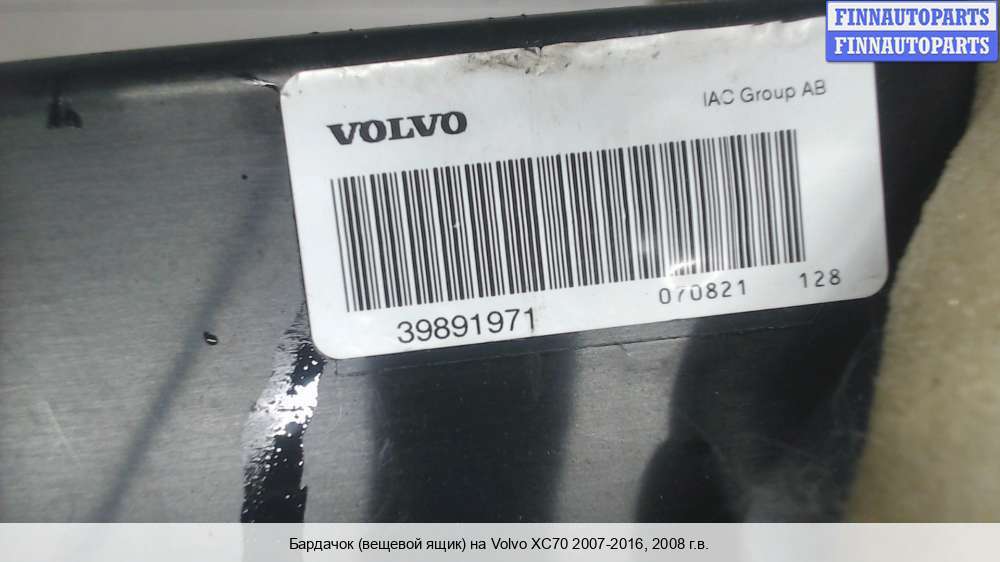 FINNAUTOPARTS
FINNAUTOPARTS
VOLVO
IAC Group AB
070821 128
39891971
Бардачок (вещевой ящик) на Volvo XC70 2007-2016, 2008 г.в.